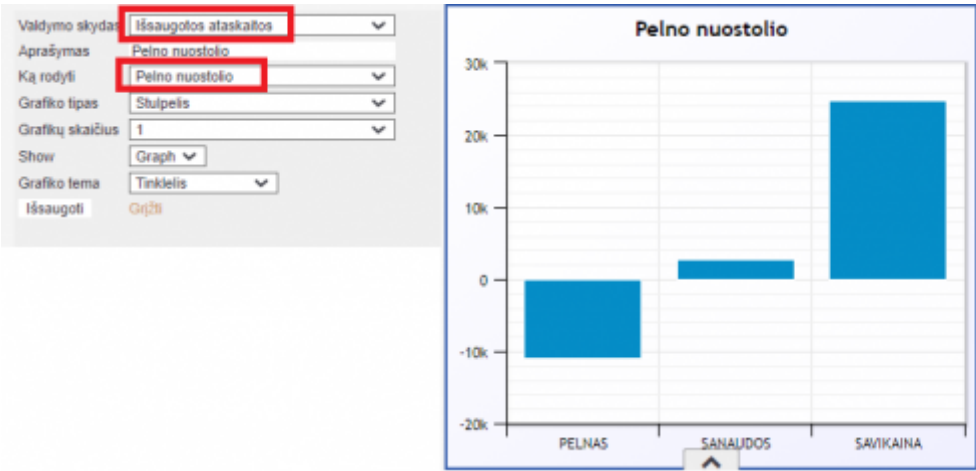 Valdymo skydas Išsaugotos ataskaitos
Aprašymas Pelno nuostolio
Ką rodyti Pelno nuostolio
Grafiko tipas Stulpelis
Grafikų skaičius 1
Show Graph
Grafiko tema Tinklelis
Išsaugoti Grįžti
Pelno nuostolio
30k
20k
10k
0
-10k
-20k
PELNAS SANAUDOS SAVIKAINA